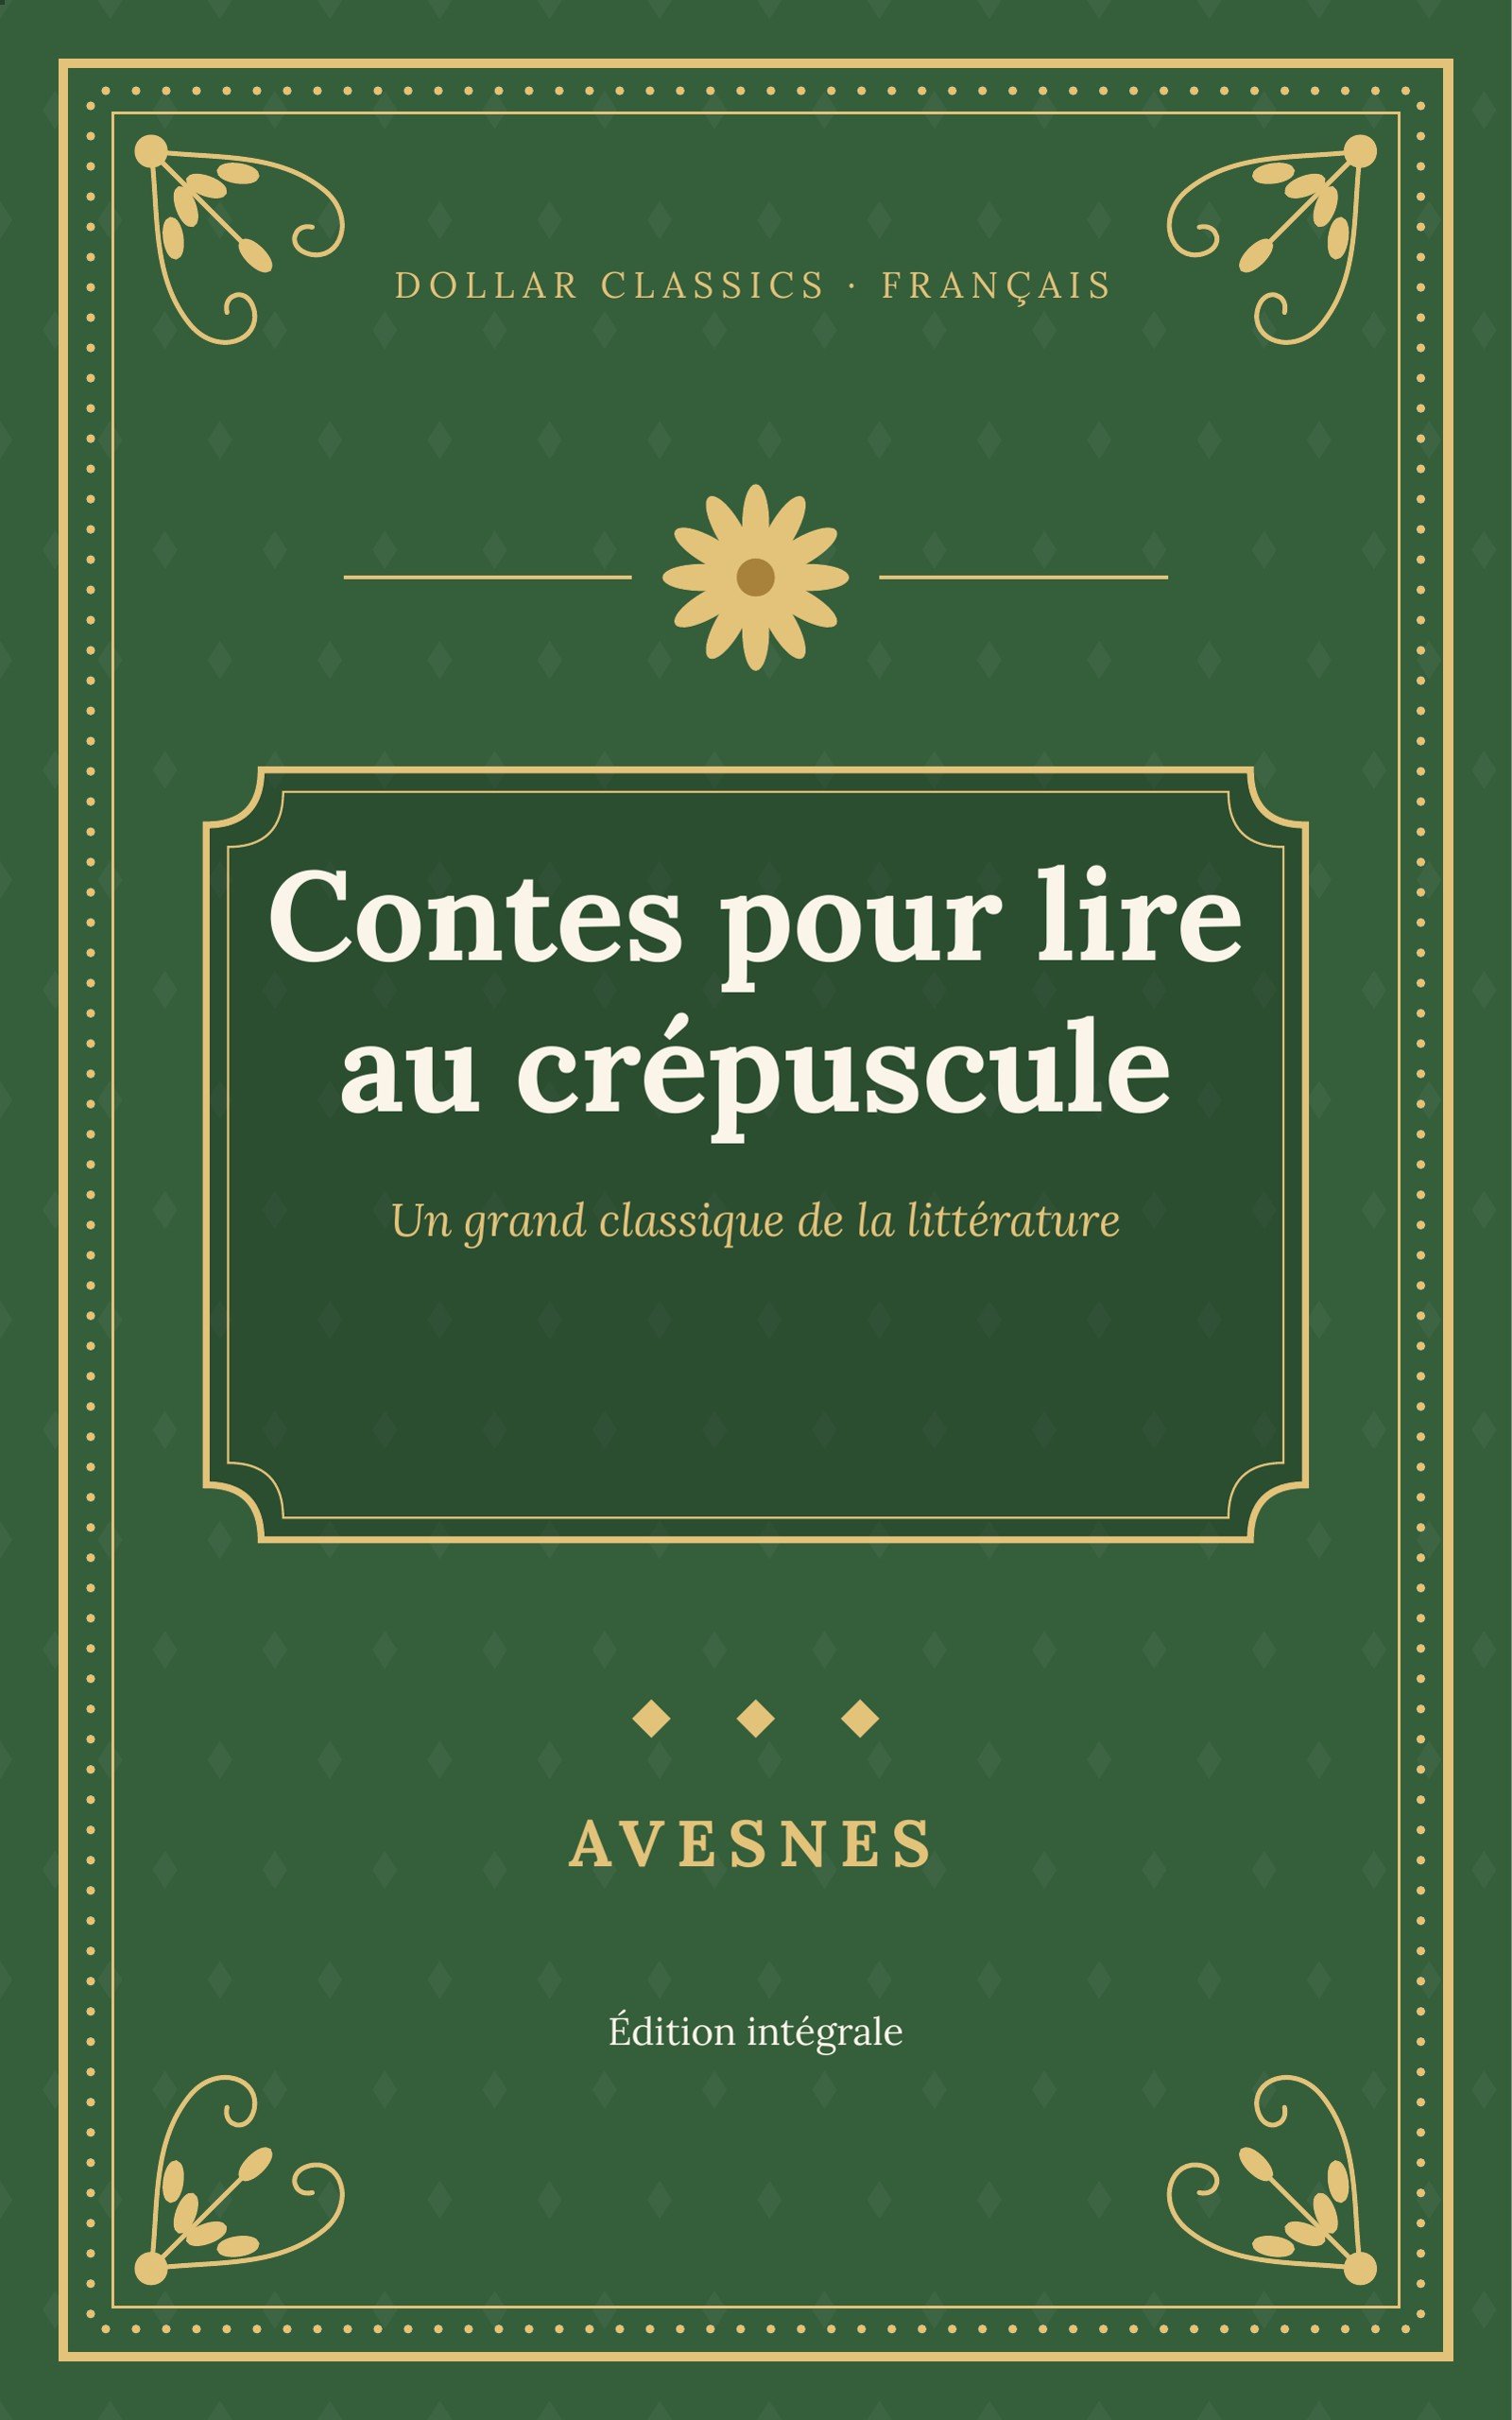 DOLLAR CLASSICS · FRANÇAIS
Contes pour lire
au crépuscule
Un grand classique de la littérature
AVESNES
Édition intégrale